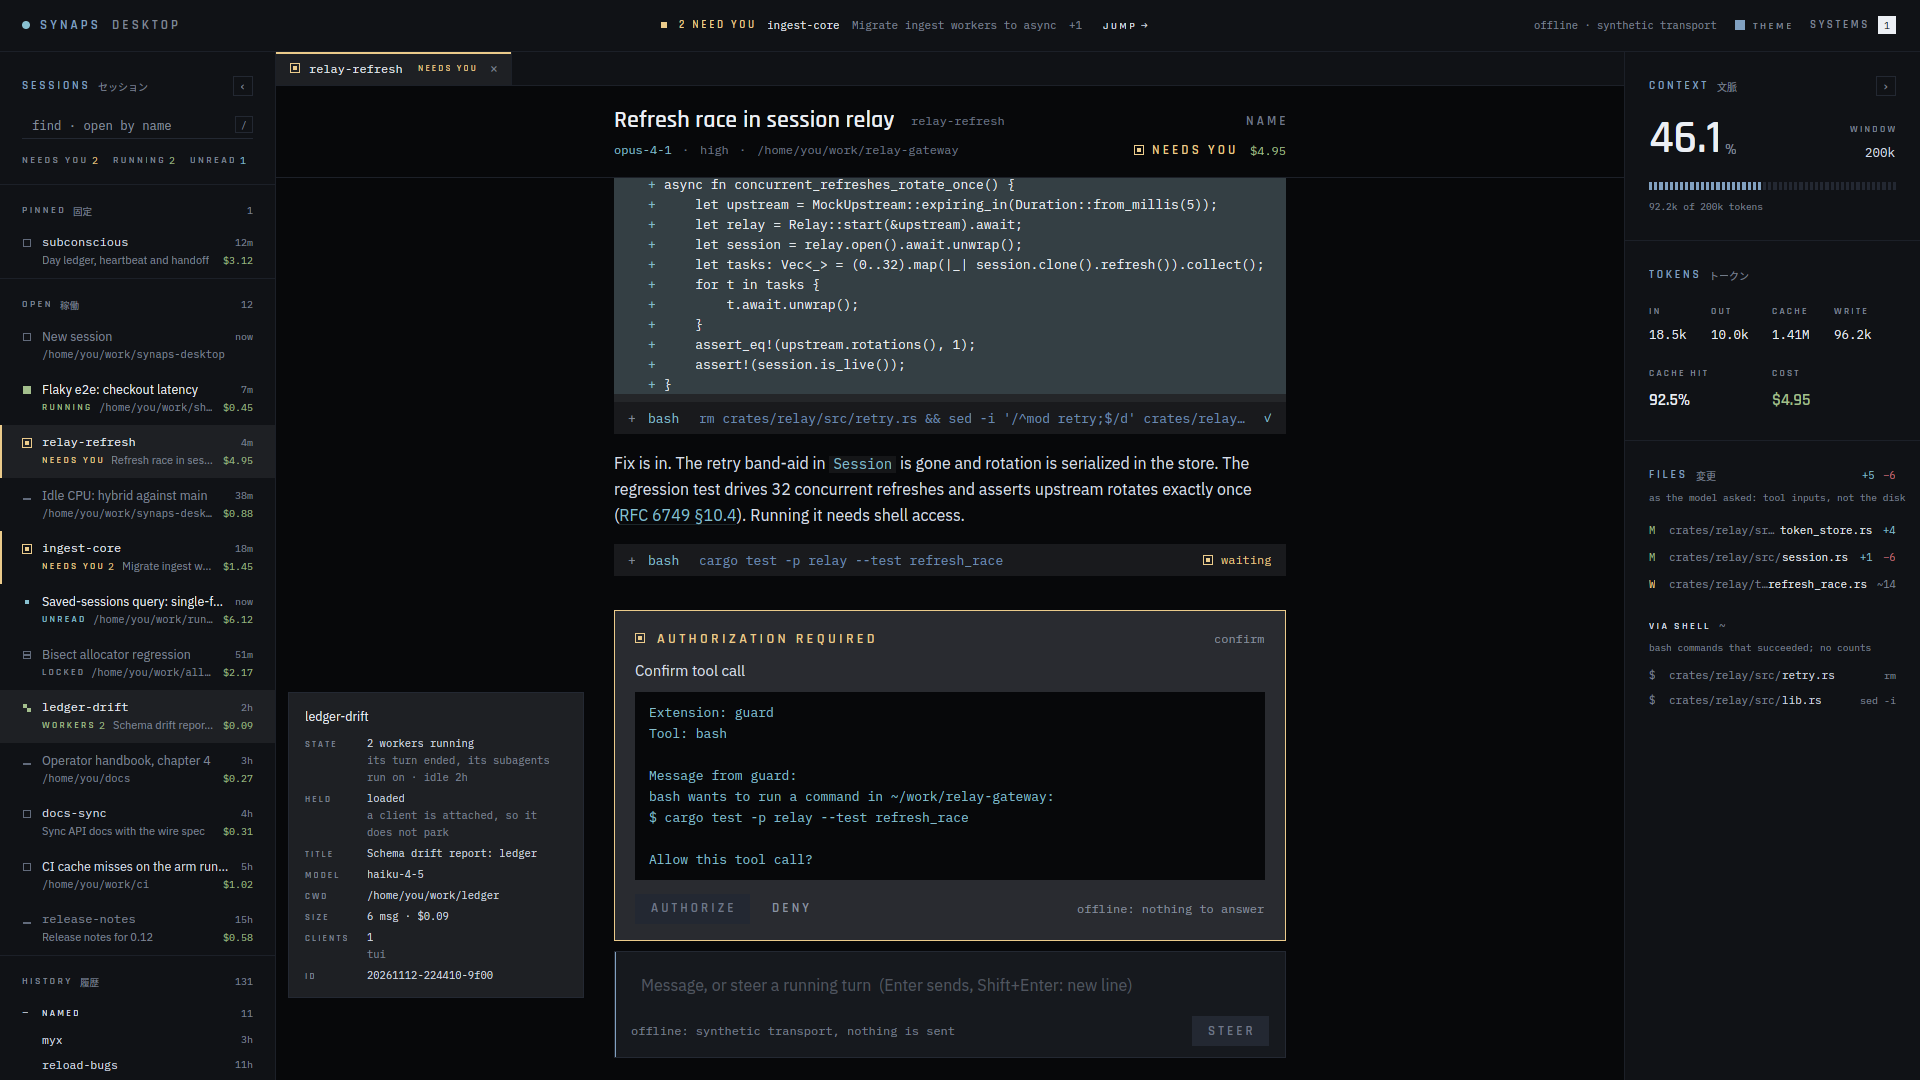 SYNAPS DESKTOP
2 NEED YOU ingest-core Migrate ingest workers to async +1 JUMP →
offline · synthetic transport THEME SYSTEMS 1
SESSIONS セッション ‹
find · open by name /
NEEDS YOU 2 RUNNING 2 UNREAD 1
PINNED 固定 1
subconscious 12m
Day ledger, heartbeat and handoff $3.12
OPEN 稼働 12
New session now
/home/you/work/synaps-desktop
Flaky e2e: checkout latency 7m
RUNNING /home/you/work/sh… $0.45
relay-refresh 4m
NEEDS YOU Refresh race in ses… $4.95
Idle CPU: hybrid against main 38m
/home/you/work/synaps-desk… $0.88
ingest-core 18m
NEEDS YOU 2 Migrate ingest w… $1.45
Saved-sessions query: single-f… now
UNREAD /home/you/work/run… $6.12
Bisect allocator regression 51m
LOCKED /home/you/work/all… $2.17
ledger-drift 2h
WORKERS 2 Schema drift repor… $0.09
Operator handbook, chapter 4 3h
/home/you/docs $0.27
docs-sync 4h
Sync API docs with the wire spec $0.31
CI cache misses on the arm run… 5h
/home/you/work/ci $1.02
release-notes 15h
Release notes for 0.12 $0.58
HISTORY 履歴 131
– NAMED 11
myx 3h
reload-bugs 11h
relay-refresh NEEDS YOU ×
Refresh race in session relay relay-refresh NAME
opus-4-1 · high · /home/you/work/relay-gateway NEEDS YOU $4.95
+ async fn concurrent_refreshes_rotate_once() {
+     let upstream = MockUpstream::expiring_in(Duration::from_millis(5));
+     let relay = Relay::start(&upstream).await;
+     let session = relay.open().await.unwrap();
+     let tasks: Vec<_> = (0..32).map(|_| session.clone().refresh()).collect();
+     for t in tasks {
+         t.await.unwrap();
+     }
+     assert_eq!(upstream.rotations(), 1);
+     assert!(session.is_live());
+ }
+ bash rm crates/relay/src/retry.rs && sed -i '/^mod retry;$/d' crates/relay… ✓
Fix is in. The retry band-aid in Session is gone and rotation is serialized in the store. The
regression test drives 32 concurrent refreshes and asserts upstream rotates exactly once
(RFC 6749 §10.4). Running it needs shell access.
+ bash cargo test -p relay --test refresh_race waiting
AUTHORIZATION REQUIRED confirm
Confirm tool call
Extension: guard
Tool: bash
Message from guard:
bash wants to run a command in ~/work/relay-gateway:
$ cargo test -p relay --test refresh_race
Allow this tool call?
AUTHORIZE DENY offline: nothing to answer
Message, or steer a running turn (Enter sends, Shift+Enter: new line)
offline: synthetic transport, nothing is sent STEER
ledger-drift
STATE 2 workers running
its turn ended, its subagents
run on · idle 2h
HELD loaded
a client is attached, so it
does not park
TITLE Schema drift report: ledger
MODEL haiku-4-5
CWD /home/you/work/ledger
SIZE 6 msg · $0.09
CLIENTS 1
tui
ID 20261112-224410-9f00
CONTEXT 文脈 ›
46.1% WINDOW
200k
92.2k of 200k tokens
TOKENS トークン
IN OUT CACHE WRITE
18.5k 10.0k 1.41M 96.2k
CACHE HIT COST
92.5% $4.95
FILES 変更 +5 −6
as the model asked: tool inputs, not the disk
M crates/relay/sr… token_store.rs +4
M crates/relay/src/session.rs +1 −6
W crates/relay/t…refresh_race.rs ~14
VIA SHELL ~
bash commands that succeeded; no counts
$ crates/relay/src/retry.rs rm
$ crates/relay/src/lib.rs sed -i